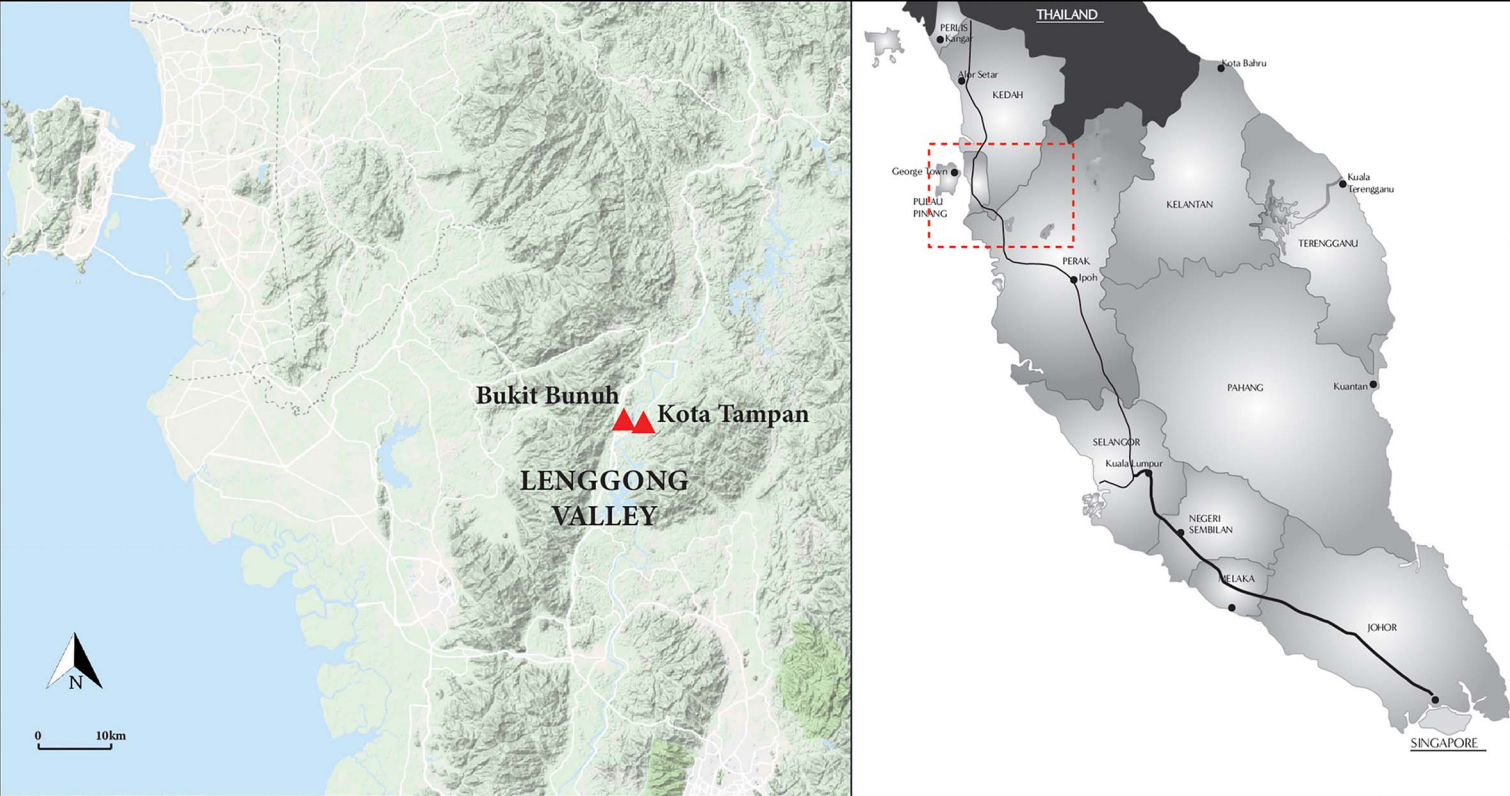 Bukit Bunuh
Kota Tampan
LENGGONG
VALLEY
N
0 10km
THAILAND
PERLIS
Kangar
Kota Bahru
Alor Setar
KEDAH
George Town
Kuala
Terengganu
PULAU
PINANG
KELANTAN
TERENGGANU
PERAK
Ipoh
PAHANG
Kuantan
SELANGOR
Kuala Lumpur
NEGERI
SEMBILAN
MELAKA
JOHOR
SINGAPORE